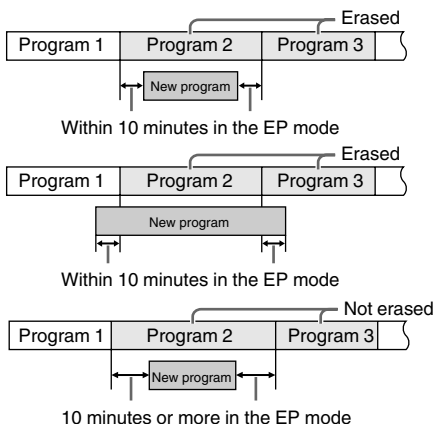 Erased
Program 1 Program 2 Program 3
New program
Within 10 minutes in the EP mode
Erased
Program 1 Program 2 Program 3
New program
Within 10 minutes in the EP mode
Not erased
Program 1 Program 2 Program 3
New program
10 minutes or more in the EP mode